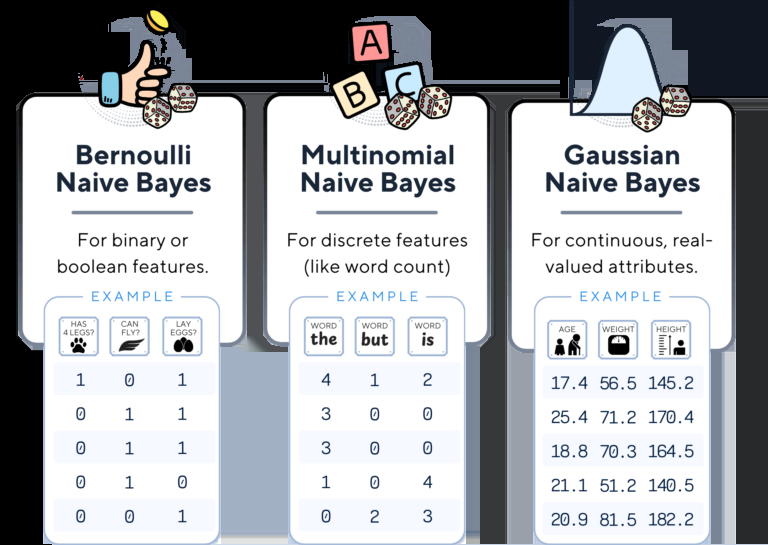 A
B
C
Bernoulli
Naive Bayes
For binary or
boolean features.
EXAMPLE
HAS
4 LEGS?
CAN
FLY?
LAY
EGGS?
1 0 1
0 1 1
0 1 1
0 1 0
0 0 1
Multinomial
Naive Bayes
For discrete features
(like word count)
EXAMPLE
WORD
the
WORD
but
WORD
is
4 1 2
3 0 0
3 0 0
1 0 4
0 2 3
Gaussian
Naive Bayes
For continuous, real-
valued attributes.
EXAMPLE
AGE
WEIGHT
HEIGHT
17.4 56.5 145.2
25.4 71.2 170.4
18.8 70.3 164.5
21.1 51.2 140.5
20.9 81.5 182.2